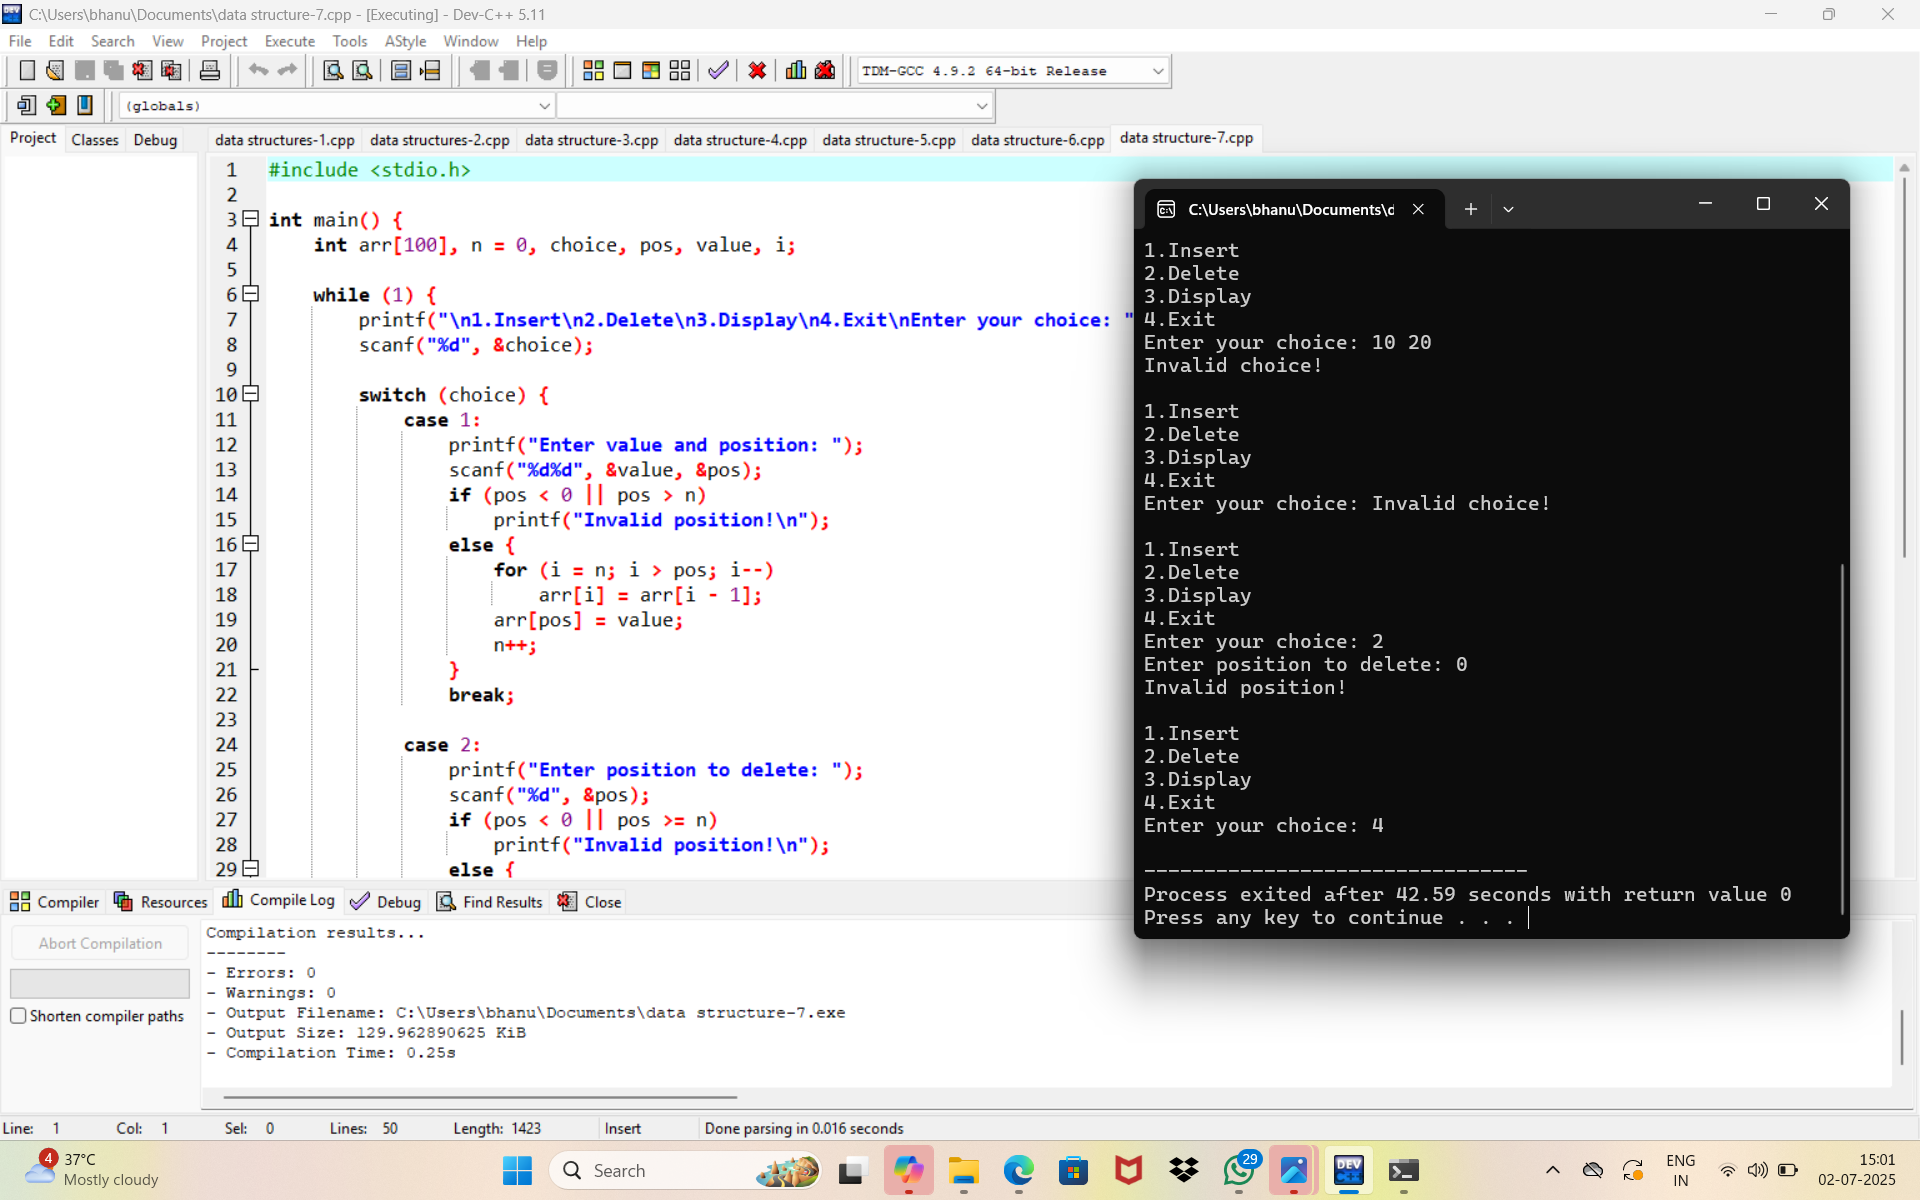 C:\Users\bhanu\Documents\data structure-7.cpp - [Executing] - Dev-C++ 5.11
File Edit Search View Project Execute Tools AStyle Window Help
TDM-GCC 4.9.2 64-bit Release
(globals)
Project Classes Debug
data structures-1.cpp data structures-2.cpp data structure-3.cpp data structure-4.cpp data structure-5.cpp data structure-6.cpp data structure-7.cpp
1 #include <stdio.h>
2
3 int main() {
4 int arr[100], n = 0, choice, pos, value, i;
5
6 while (1) {
7 printf("\n1.Insert\n2.Delete\n3.Display\n4.Exit\nEnter your choice: "
8 scanf("%d", &choice);
9
10 switch (choice) {
11 case 1:
12 printf("Enter value and position: ");
13 scanf("%d%d", &value, &pos);
14 if (pos < 0 || pos > n)
15 printf("Invalid position!\n");
16 else {
17 for (i = n; i > pos; i--)
18 arr[i] = arr[i - 1];
19 arr[pos] = value;
20 n++;
21 }
22 break;
23
24 case 2:
25 printf("Enter position to delete: ");
26 scanf("%d", &pos);
27 if (pos < 0 || pos >= n)
28 printf("Invalid position!\n");
29 else {
C:\Users\bhanu\Documents\d
1.Insert
2.Delete
3.Display
4.Exit
Enter your choice: 10 20
Invalid choice!
1.Insert
2.Delete
3.Display
4.Exit
Enter your choice: Invalid choice!
1.Insert
2.Delete
3.Display
4.Exit
Enter your choice: 2
Enter position to delete: 0
Invalid position!
1.Insert
2.Delete
3.Display
4.Exit
Enter your choice: 4
--------------------------------
Process exited after 42.59 seconds with return value 0
Press any key to continue . . .
Compiler Resources Compile Log Debug Find Results Close
Abort Compilation
Shorten compiler paths
Compilation results...
--------
- Errors: 0
- Warnings: 0
- Output Filename: C:\Users\bhanu\Documents\data structure-7.exe
- Output Size: 129.962890625 KiB
- Compilation Time: 0.25s
Line: 1 Col: 1 Sel: 0 Lines: 50 Length: 1423 Insert Done parsing in 0.016 seconds
4
37°C
Mostly cloudy
Search
29
DEV
ENG
IN
15:01
02-07-2025